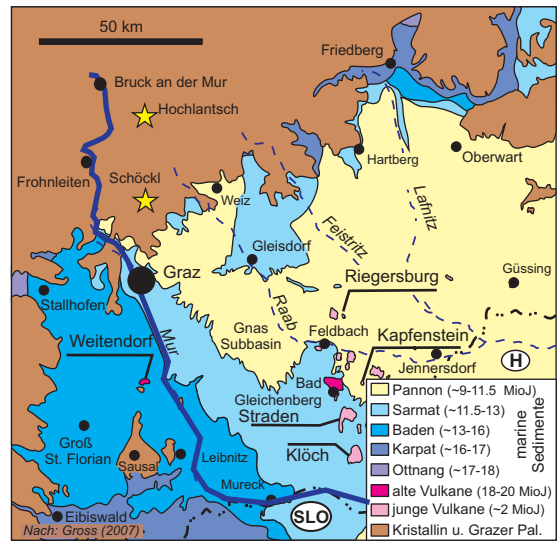 50 km
Friedberg
Bruck an der Mur
Hochlantsch
Hartberg
Oberwart
Frohnleiten
Schöckl
Weiz
Lafnitz
Feistritz
Gleisdorf
Riegersburg
Güssing
Stallhofen
Graz
Raab
Mur
Gnas
Subbasin
Feldbach
Kapfenstein
Weitendorf
Jennersdorf
H
Bad
Gleichenberg
Straden
Klöch
Groß
St. Florian
Sausal
Leibnitz
Mureck
SLO
Eibiswald
Nach: Gross (2007)
Pannon (~9-11.5 MioJ)
Sarmat (~11.5-13)
Baden (~13-16)
Karpat (~16-17)
Ottnang (~17-18)
marine
Sedimente
alte Vulkane (18-20 MioJ)
junge Vulkane (~2 MioJ)
Kristallin u. Grazer Pal.